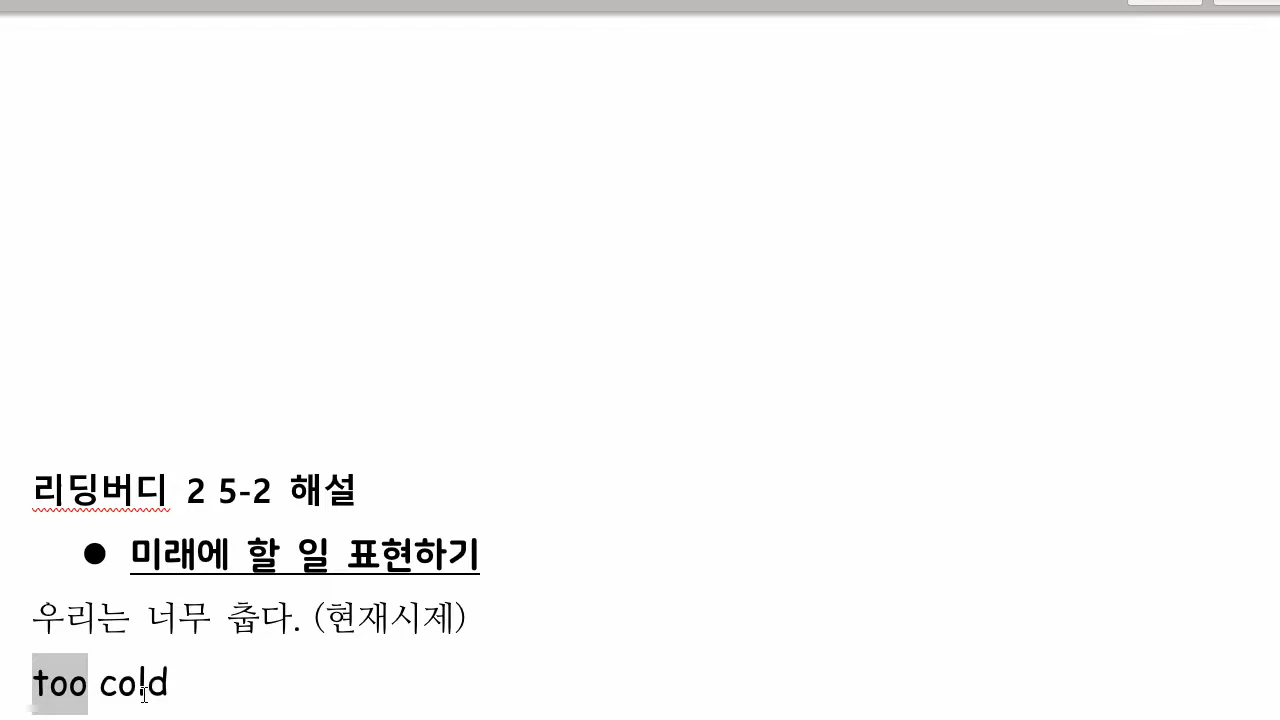 리딩버디 2 5-2 해설
● 미래에 할 일 표현하기
우리는 너무 춥다. (현재시제)
too cold